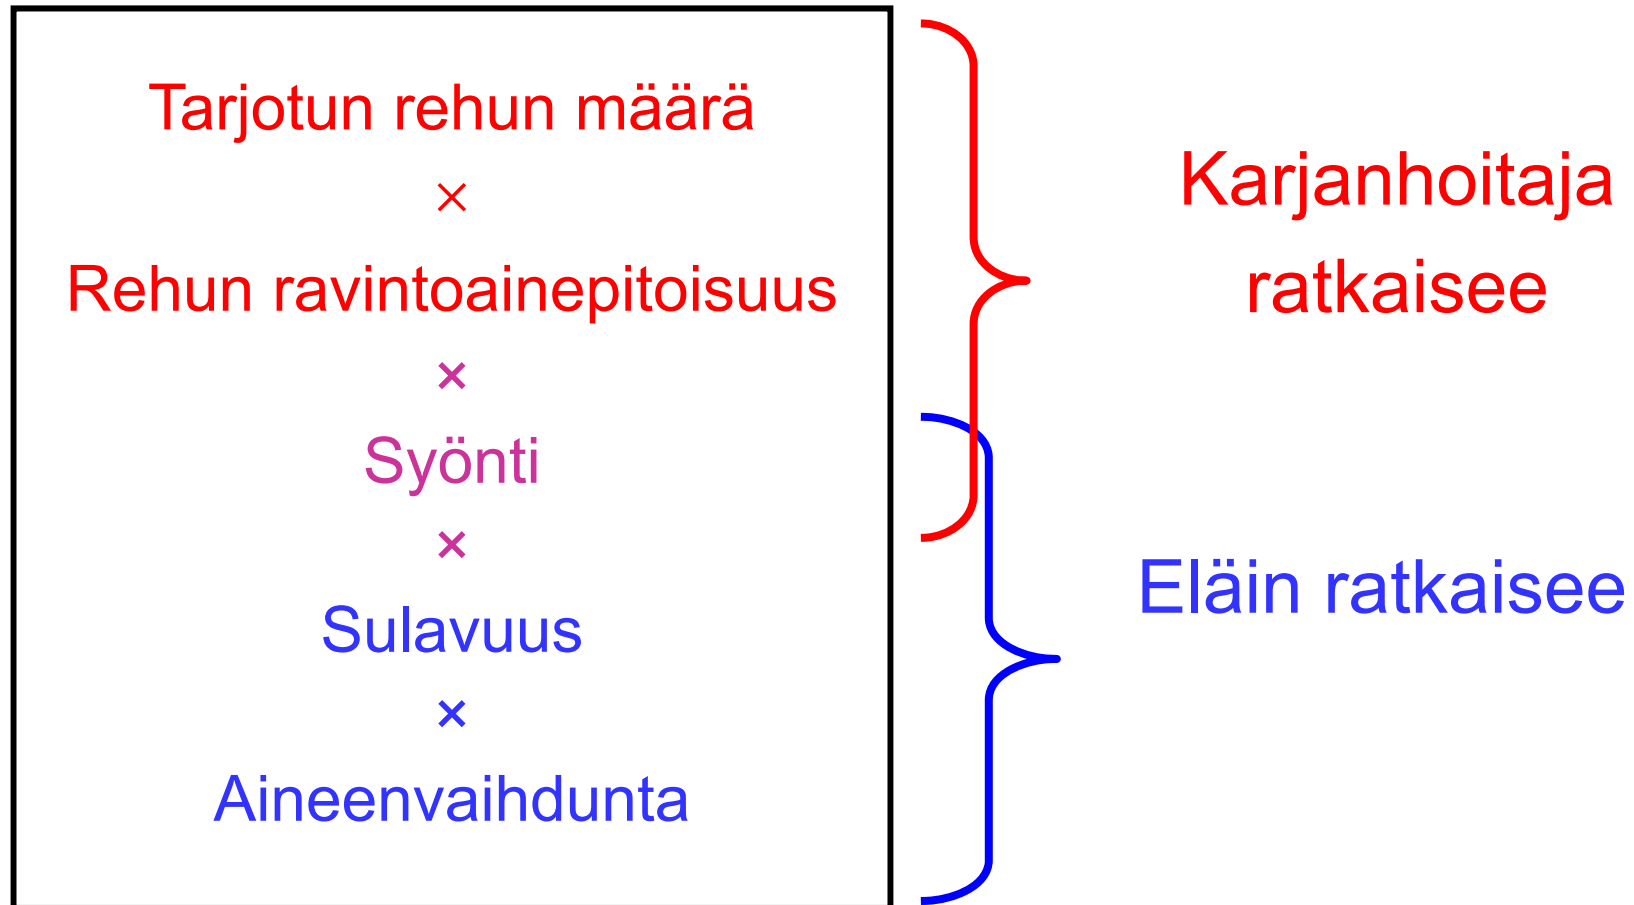 Tarjotun rehun määrä
×
Rehun ravintoainepitoisuus
×
Syönti
×
Sulavuus
×
Aineenvaihdunta
Karjanhoitaja
ratkaisee
Eläin ratkaisee